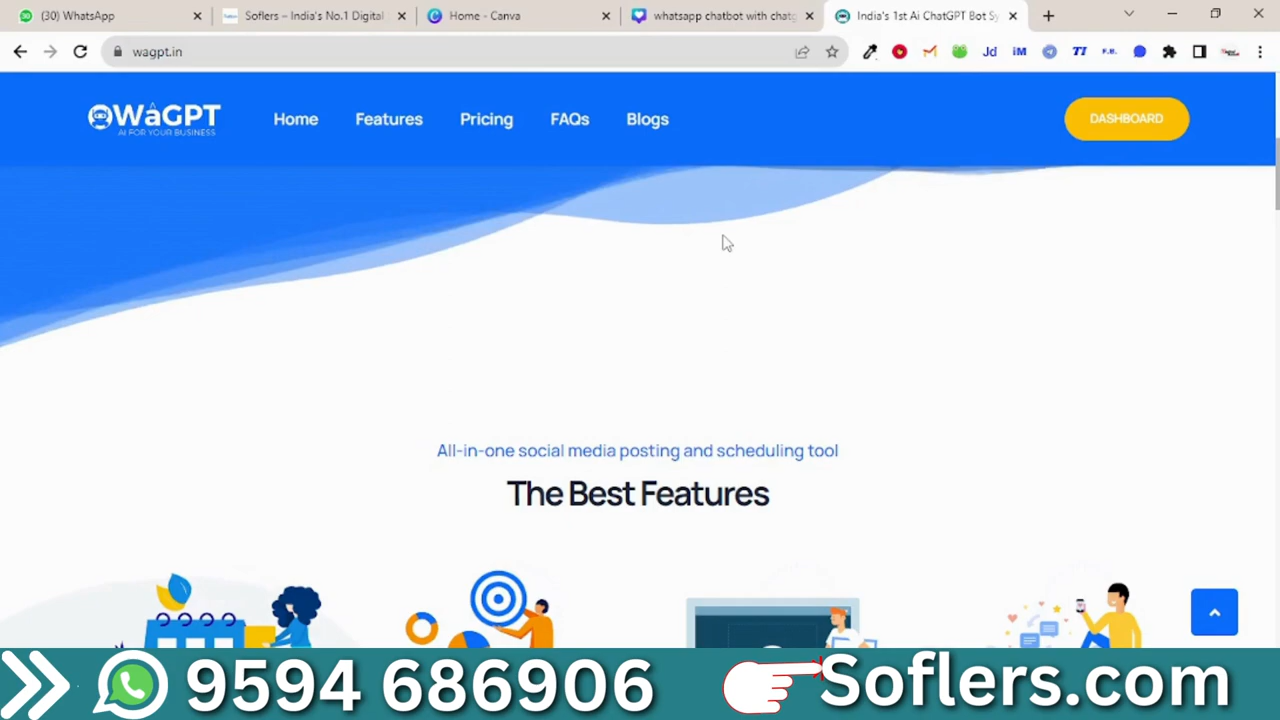 (30) WhatsApp
Soflers – India's No.1 Digital
Home - Canva
whatsapp chatbot with chatg
India's 1st Ai ChatGPT Bot Sy
wagpt.in
WaGPT
AI FOR YOUR BUSINESS
Home
Features
Pricing
FAQs
Blogs
DASHBOARD
All-in-one social media posting and scheduling tool
The Best Features
9594 686906
Soflers.com